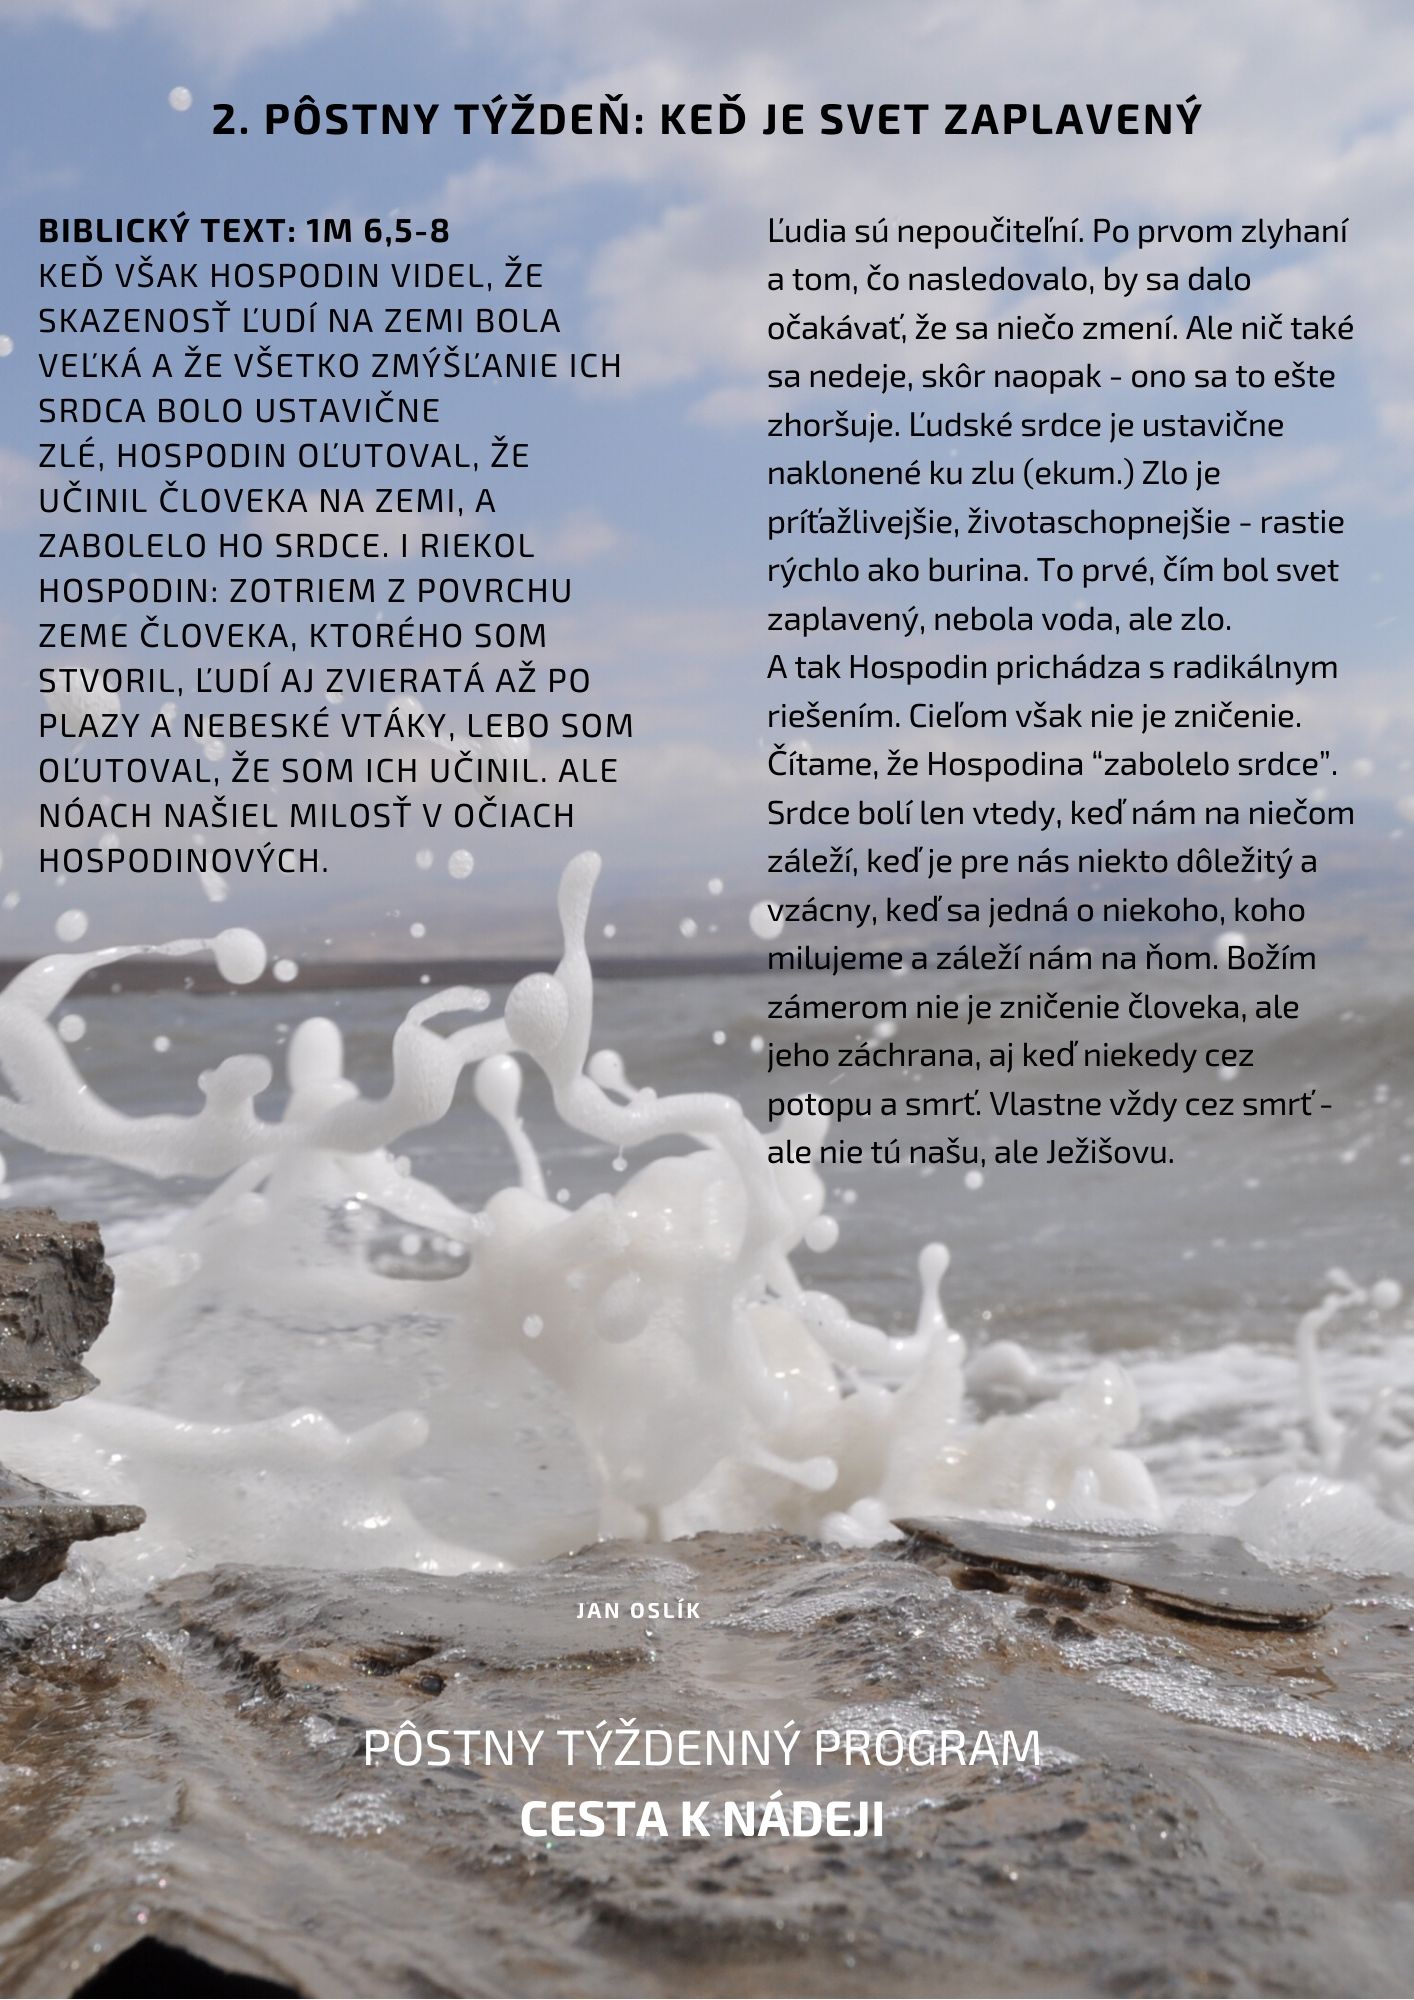 2. PÔSTNY TÝŽDEŇ: KEĎ JE SVET ZAPLAVENÝ
BIBLICKÝ TEXT: 1M 6,5-8
KEĎ VŠAK HOSPODIN VIDEL, ŽE
SKAZENOSŤ ĽUDÍ NA ZEMI BOLA
VEĽKÁ A ŽE VŠETKO ZMÝŠĽANIE ICH
SRDCA BOLO USTAVIČNE
ZLÉ, HOSPODIN OĽUTOVAL, ŽE
UČINIL ČLOVEKA NA ZEMI, A
ZABOLELO HO SRDCE. I RIEKOL
HOSPODIN: ZOTRIEM Z POVRCHU
ZEME ČLOVEKA, KTORÉHO SOM
STVORIL, ĽUDÍ AJ ZVIERATÁ AŽ PO
PLAZY A NEBESKÉ VTÁKY, LEBO SOM
OĽUTOVAL, ŽE SOM ICH UČINIL. ALE
NÓACH NAŠIEL MILOSŤ V OČIACH
HOSPODINOVÝCH.
Ľudia sú nepoučiteľní. Po prvom zlyhaní
a tom, čo nasledovalo, by sa dalo
očakávať, že sa niečo zmení. Ale nič také
sa nedeje, skôr naopak - ono sa to ešte
zhoršuje. Ľudské srdce je ustavične
naklonené ku zlu (ekum.) Zlo je
príťažlivejšie, životaschopnejšie - rastie
rýchlo ako burina. To prvé, čím bol svet
zaplavený, nebola voda, ale zlo.
A tak Hospodin prichádza s radikálnym
riešením. Cieľom však nie je zničenie.
Čítame, že Hospodina “zabolelo srdce”.
Srdce bolí len vtedy, keď nám na niečom
záleží, keď je pre nás niekto dôležitý a
vzácny, keď sa jedná o niekoho, koho
milujeme a záleží nám na ňom. Božím
zámerom nie je zničenie človeka, ale
jeho záchrana, aj keď niekedy cez
potopu a smrť. Vlastne vždy cez smrť -
ale nie tú našu, ale Ježišovu.
JAN OSLÍK
PÔSTNY TÝŽDENNÝ PROGRAM
CESTA K NÁDEJI